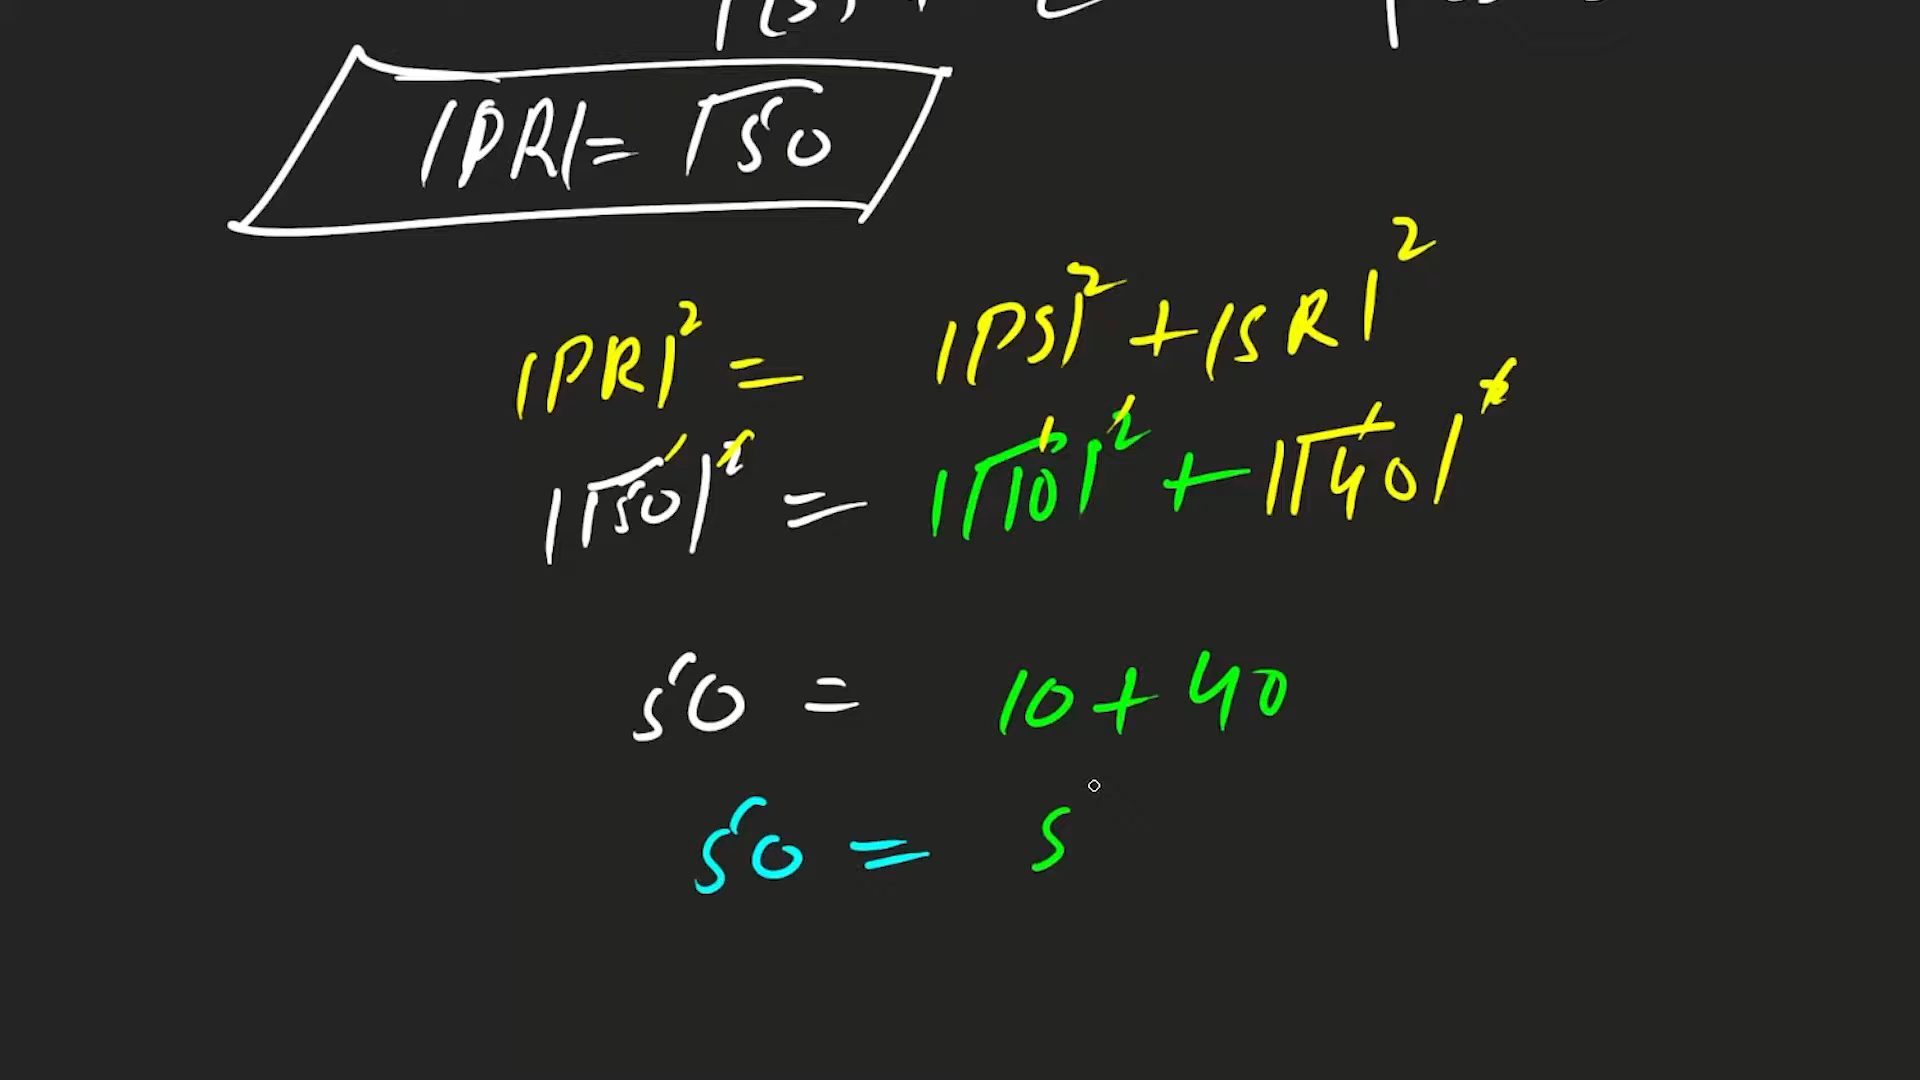 |PR| = √50
|PR|² = |PS|² + |SR|²
|√50|² = |√10|² + |√40|²
50 = 10 + 40
50 = 5